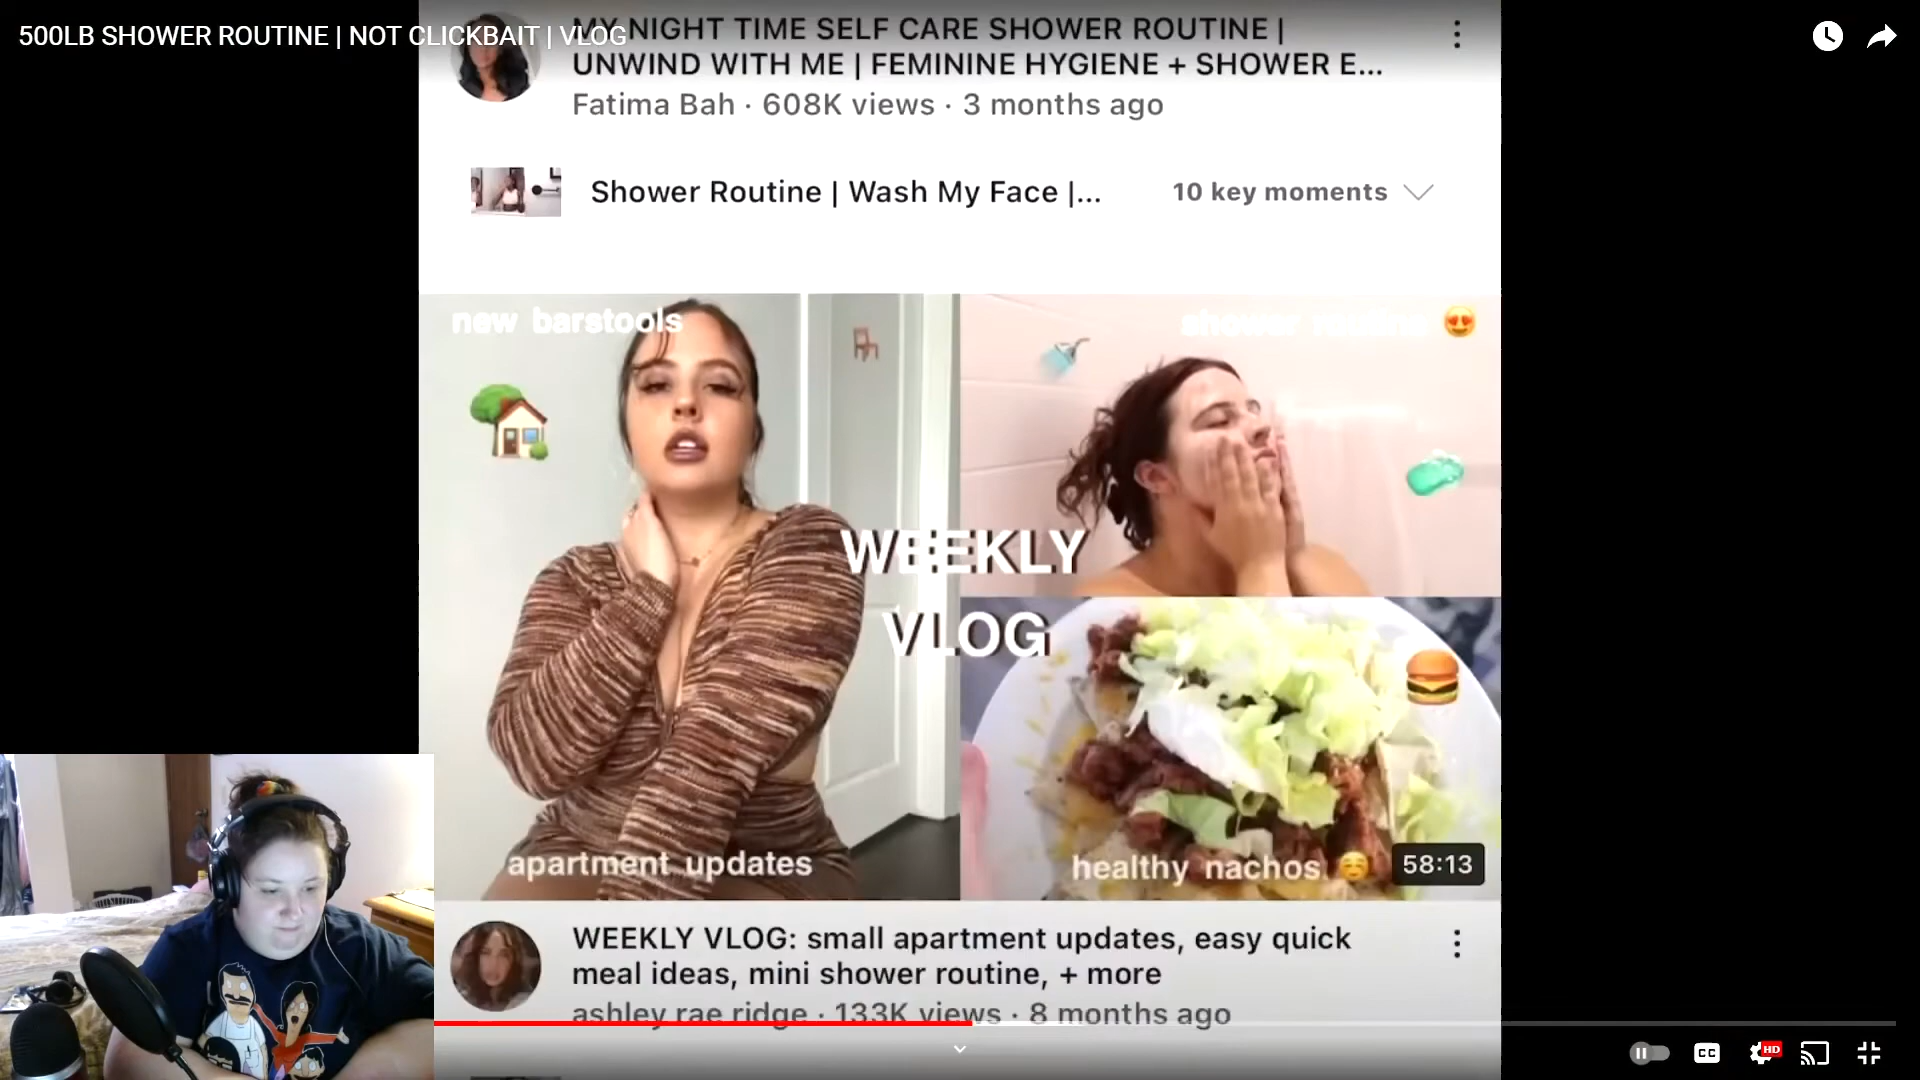 500LB SHOWER ROUTINE | NOT CLICKBAIT | VLOG
MY NIGHT TIME SELF CARE SHOWER ROUTINE |
UNWIND WITH ME | FEMININE HYGIENE + SHOWER E...
Fatima Bah · 608K views · 3 months ago
Shower Routine | Wash My Face |...
10 key moments
new barstools
shower
WEEKLY
VLOG
apartment updates
healthy nachos
58:13
WEEKLY VLOG: small apartment updates, easy quick
meal ideas, mini shower routine, + more
ashley rae ridge · 133K views · 8 months ago
CC
HD